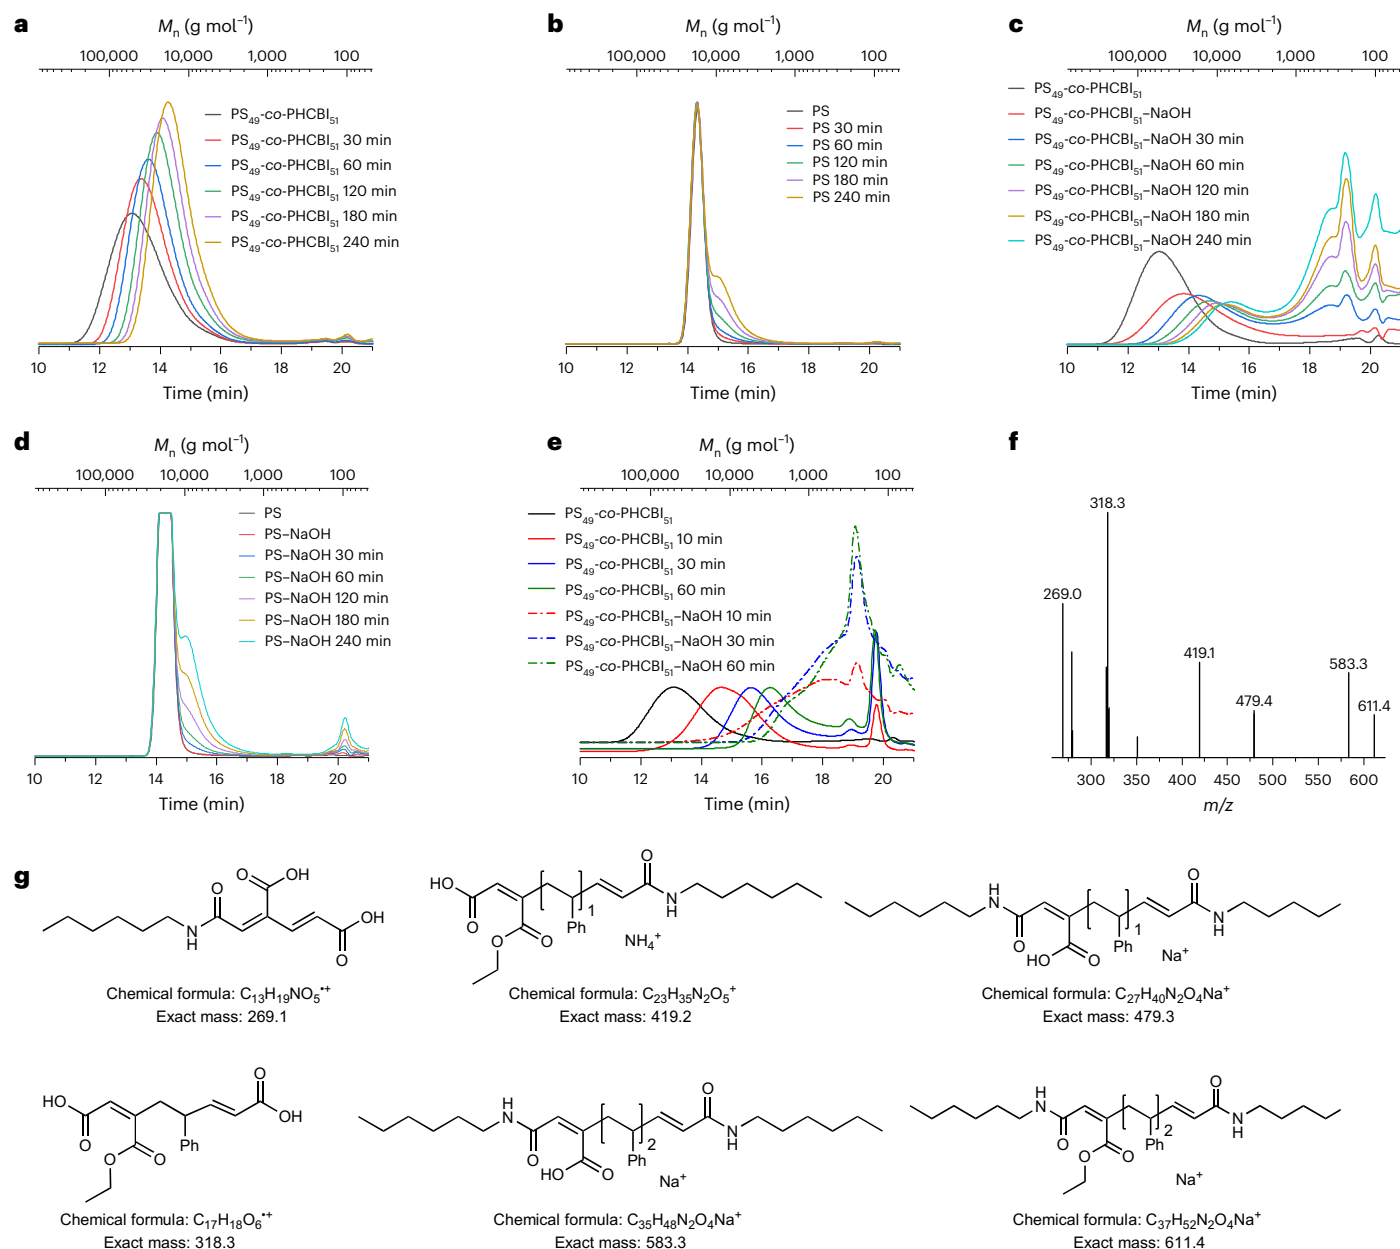 a
Mn (g mol−1)
100,000 10,000 1,000 100
PS49-co-PHCBI51
PS49-co-PHCBI51 30 min
PS49-co-PHCBI51 60 min
PS49-co-PHCBI51 120 min
PS49-co-PHCBI51 180 min
PS49-co-PHCBI51 240 min
10 12 14 16 18 20
Time (min)
b
Mn (g mol−1)
100,000 10,000 1,000 100
PS
PS 30 min
PS 60 min
PS 120 min
PS 180 min
PS 240 min
10 12 14 16 18 20
Time (min)
c
Mn (g mol−1)
100,000 10,000 1,000 100
PS49-co-PHCBI51
PS49-co-PHCBI51–NaOH
PS49-co-PHCBI51–NaOH 30 min
PS49-co-PHCBI51–NaOH 60 min
PS49-co-PHCBI51–NaOH 120 min
PS49-co-PHCBI51–NaOH 180 min
PS49-co-PHCBI51–NaOH 240 min
10 12 14 16 18 20
Time (min)
d
Mn (g mol−1)
100,000 10,000 1,000 100
PS
PS–NaOH
PS–NaOH 30 min
PS–NaOH 60 min
PS–NaOH 120 min
PS–NaOH 180 min
PS–NaOH 240 min
10 12 14 16 18 20
Time (min)
e
Mn (g mol−1)
100,000 10,000 1,000 100
PS49-co-PHCBI51
PS49-co-PHCBI51 10 min
PS49-co-PHCBI51 30 min
PS49-co-PHCBI51 60 min
PS49-co-PHCBI51–NaOH 10 min
PS49-co-PHCBI51–NaOH 30 min
PS49-co-PHCBI51–NaOH 60 min
10 12 14 16 18 20
Time (min)
f
318.3
269.0
419.1
583.3
479.4
611.4
300 350 400 450 500 550 600
m/z
g
O
OH
O
O
OH
N
H
O
Chemical formula: C13H19NO5•+
Exact mass: 269.1
HO
O
O
O
Ph
1
O
N
H
NH4+
Chemical formula: C23H35N2O5+
Exact mass: 419.2
H
N
O
HO
O
Ph
1
O
N
H
Na+
Chemical formula: C27H40N2O4Na+
Exact mass: 479.3
HO
O
O
O
Ph
O
OH
Chemical formula: C17H18O6•+
Exact mass: 318.3
H
N
O
HO
O
Ph
2
O
N
H
Na+
Chemical formula: C35H48N2O4Na+
Exact mass: 583.3
H
N
O
O
O
Ph
2
O
N
H
Na+
Chemical formula: C37H52N2O4Na+
Exact mass: 611.4